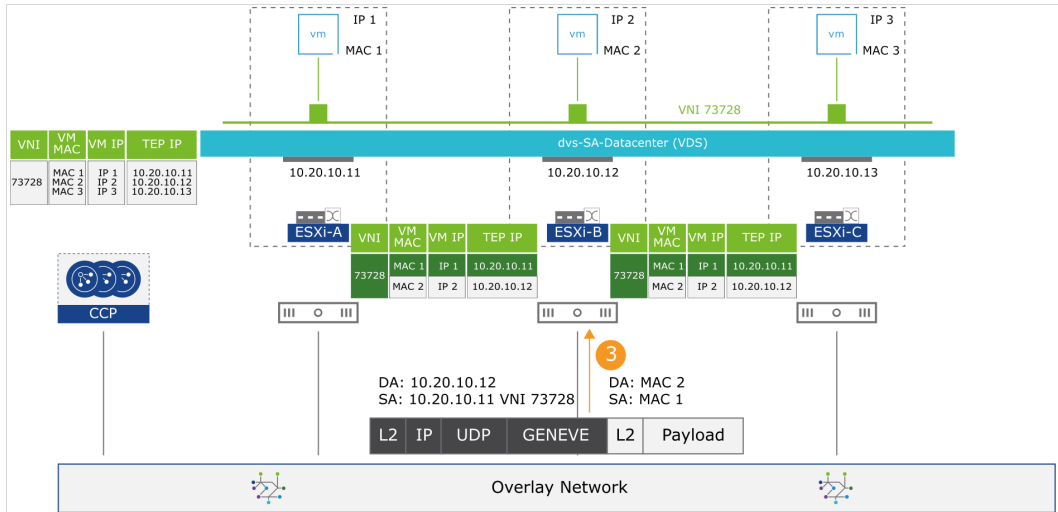 IP 1
vm
MAC 1
IP 2
vm
MAC 2
IP 3
vm
MAC 3
VNI 73728
dvs-SA-Datacenter (VDS)
VNI VM MAC VM IP TEP IP
73728 MAC 1 IP 1 10.20.10.11
MAC 2 IP 2 10.20.10.12
MAC 3 IP 3 10.20.10.13
10.20.10.11
10.20.10.12
10.20.10.13
ESXi-A
ESXi-B
ESXi-C
VNI VM MAC VM IP TEP IP
73728 MAC 1 IP 1 10.20.10.11
MAC 2 IP 2 10.20.10.12
VNI VM MAC VM IP TEP IP
73728 MAC 1 IP 1 10.20.10.11
MAC 2 IP 2 10.20.10.12
CCP
3
DA: 10.20.10.12
SA: 10.20.10.11 VNI 73728
DA: MAC 2
SA: MAC 1
L2 IP UDP GENEVE L2 Payload
Overlay Network